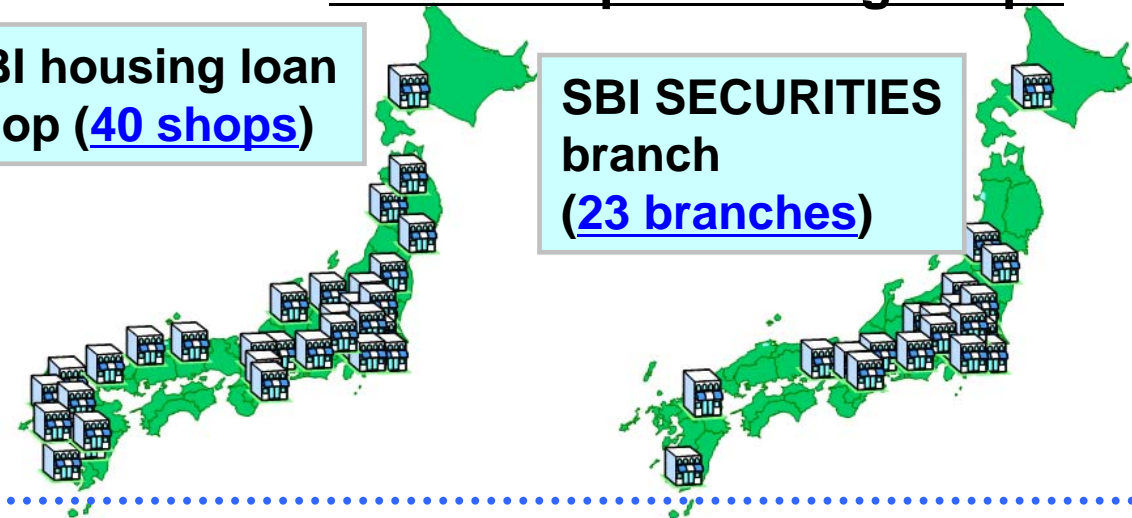 BI housing loan
op (40 shops)
SBI SECURITIES
branch
(23 branches)